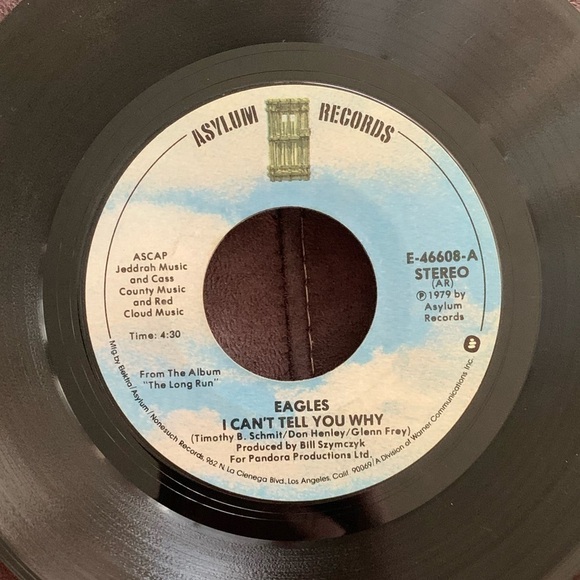 ASYLUM RECORDS
ASCAP
Jeddrah Music
and Cass
County Music
and Red
Cloud Music
Time: 4:30
From The Album
"The Long Run"
E-46608-A
STEREO
(AR)
℗ 1979 by
Asylum
Records
EAGLES
I CAN'T TELL YOU WHY
(Timothy B. Schmit/Don Henley/Glenn Frey)
Produced by Bill Szymczyk
For Pandora Productions Ltd.
Mfg by Elektra/Asylum/Nonesuch Records, 962 N. La Cienega Blvd., Los Angeles, Calif. 90069/A Division of Warner Communications Inc.